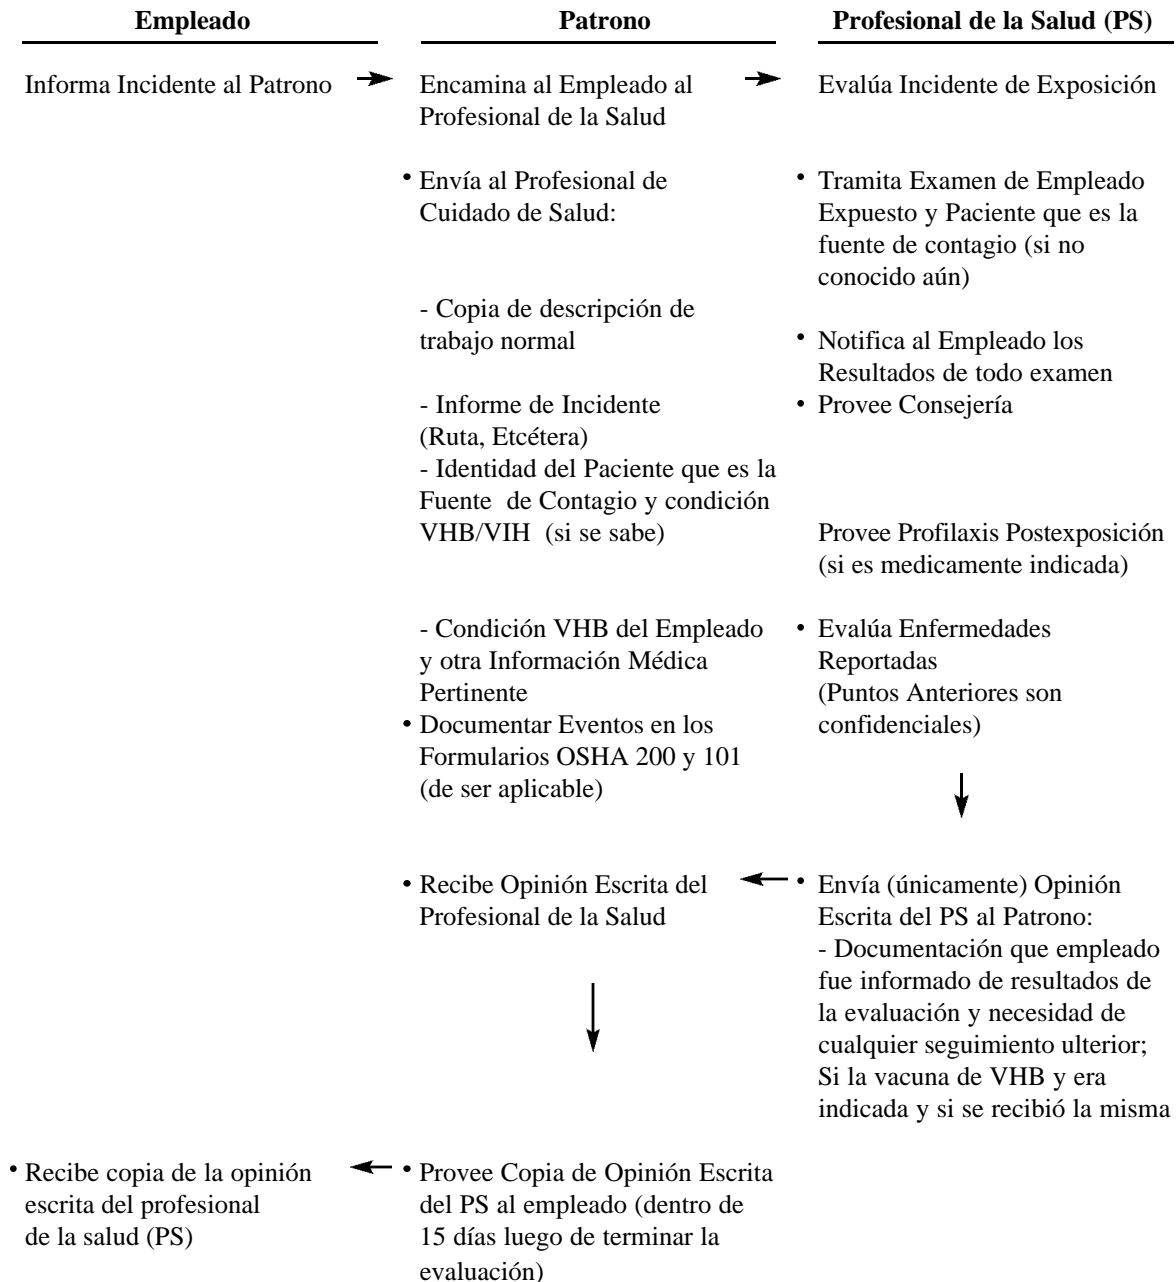 Empleado
Patrono
Profesional de la Salud (PS)
Informa Incidente al Patrono
Encamina al Empleado al
Profesional de la Salud
Evalúa Incidente de Exposición
• Envía al Profesional de
Cuidado de Salud:
- Copia de descripción de
trabajo normal
- Informe de Incidente
(Ruta, Etcétera)
- Identidad del Paciente que es la
Fuente de Contagio y condición
VHB/VIH (si se sabe)
- Condición VHB del Empleado
y otra Información Médica
Pertinente
• Documentar Eventos en los
Formularios OSHA 200 y 101
(de ser aplicable)
• Tramita Examen de Empleado
Expuesto y Paciente que es la
fuente de contagio (si no
conocido aún)
• Notifica al Empleado los
Resultados de todo examen
• Provee Consejería
Provee Profilaxis Postexposición
(si es medicamente indicada)
• Evalúa Enfermedades
Reportadas
(Puntos Anteriores son
confidenciales)
• Envía (únicamente) Opinión
Escrita del PS al Patrono:
- Documentación que empleado
fue informado de resultados de
la evaluación y necesidad de
cualquier seguimiento ulterior;
Si la vacuna de VHB y era
indicada y si se recibió la misma
• Recibe Opinión Escrita del
Profesional de la Salud
• Provee Copia de Opinión Escrita
del PS al empleado (dentro de
15 días luego de terminar la
evaluación)
• Recibe copia de la opinión
escrita del profesional
de la salud (PS)